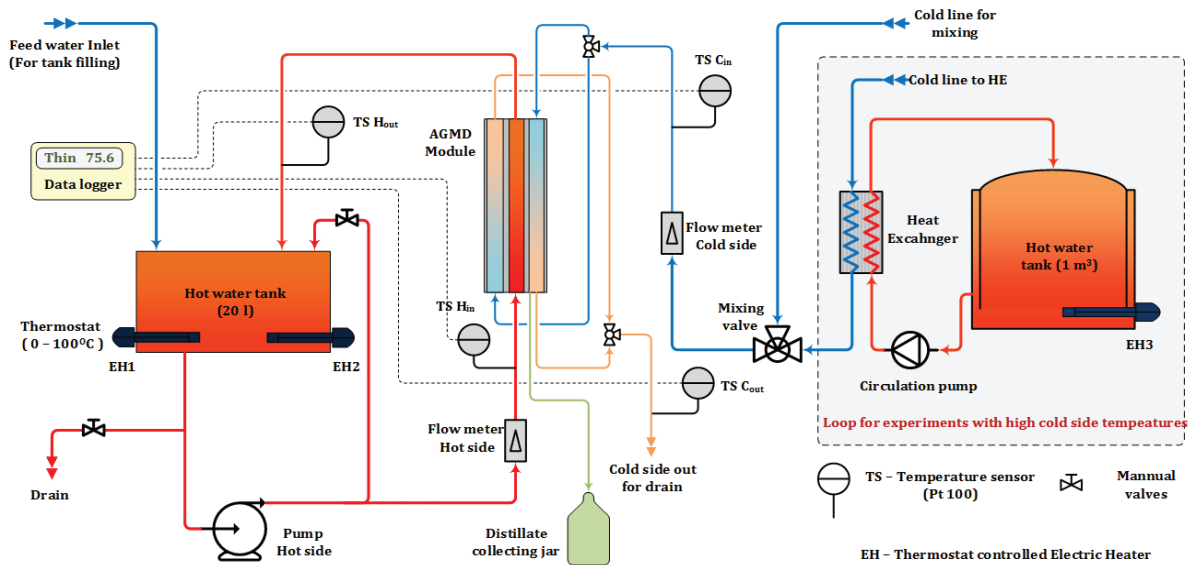 Feed water Inlet
(For tank filling)
Cold line for
mixing
TS Cin
Cold line to HE
TS Hout
AGMD
Module
Thin 75.6
Data logger
Flow meter
Cold side
Heat
Excahnger
Hot water
tank (1 m³)
Hot water tank
(20 l)
TS Hin
Mixing
valve
Thermostat
( 0 – 100⁰C )
EH1
EH2
EH3
Circulation pump
TS Cout
Loop for experiments with high cold side tempeatures
Flow meter
Hot side
Cold side out
for drain
TS – Temperature sensor
(Pt 100)
Mannual
valves
Drain
Pump
Hot side
Distillate
collecting jar
EH – Thermostat controlled Electric Heater